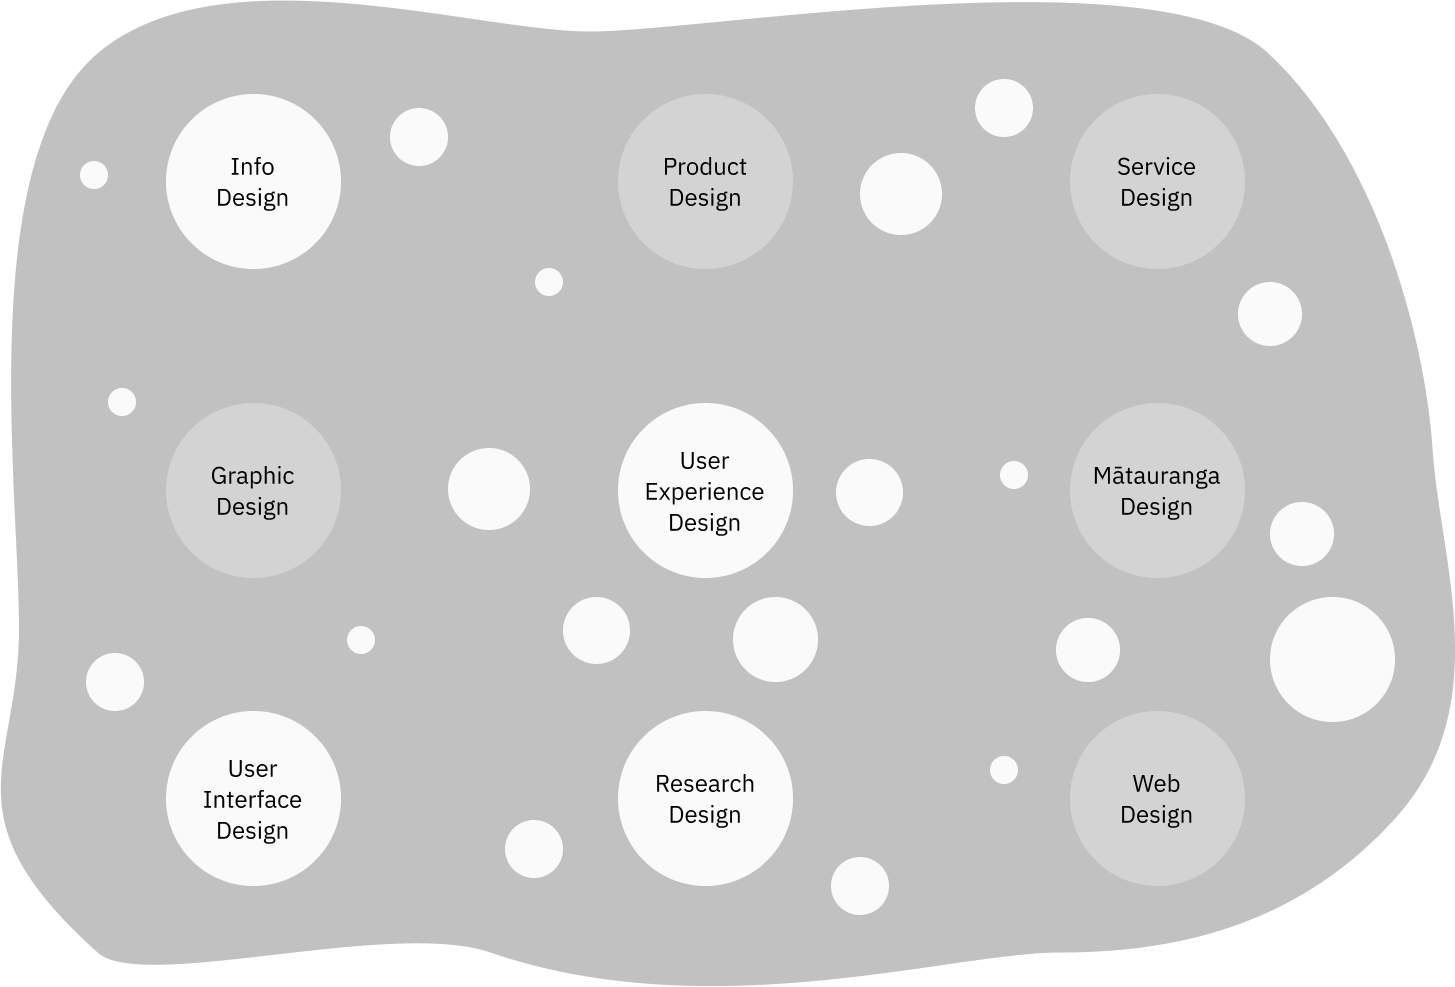 Info
Design
Product
Design
Service
Design
Graphic
Design
User
Experience
Design
Mātauranga
Design
User
Interface
Design
Research
Design
Web
Design